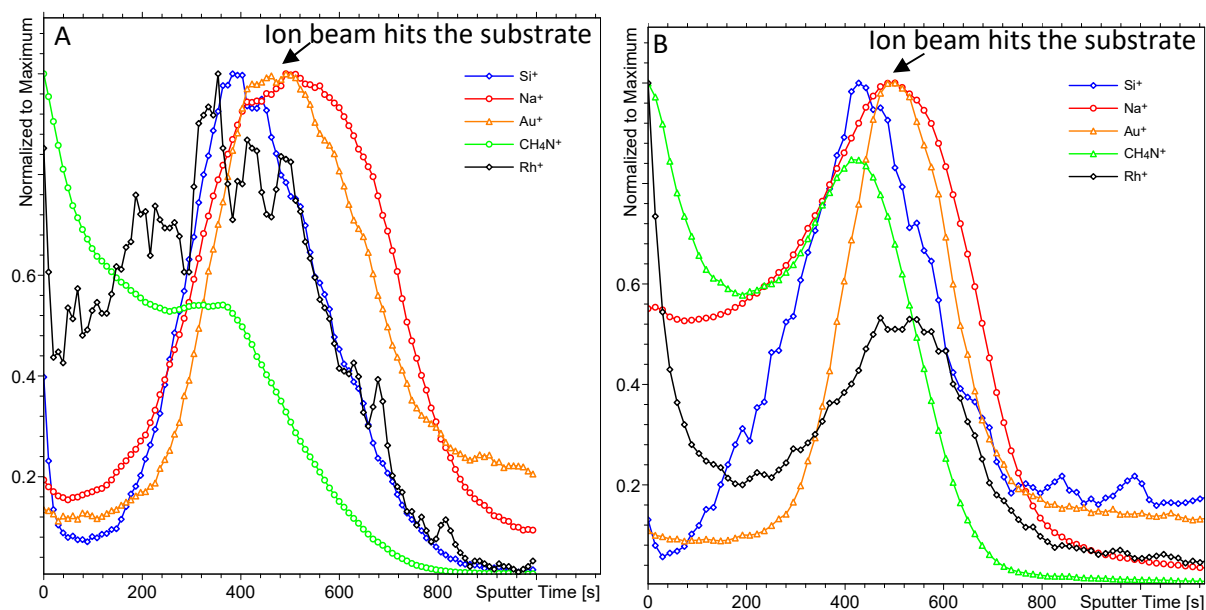 A
Ion beam hits the substrate
Normalized to Maximum
Si⁺
Na⁺
Au⁺
CH₄N⁺
Rh⁺
0.6
0.4
0.2
0 200 400 600 800
Sputter Time [s]
B
Ion beam hits the substrate
Normalized to Maximum
Si⁺
Na⁺
Au⁺
CH₄N⁺
Rh⁺
0.6
0.4
0.2
0 200 400 600 800
Sputter Time [s]